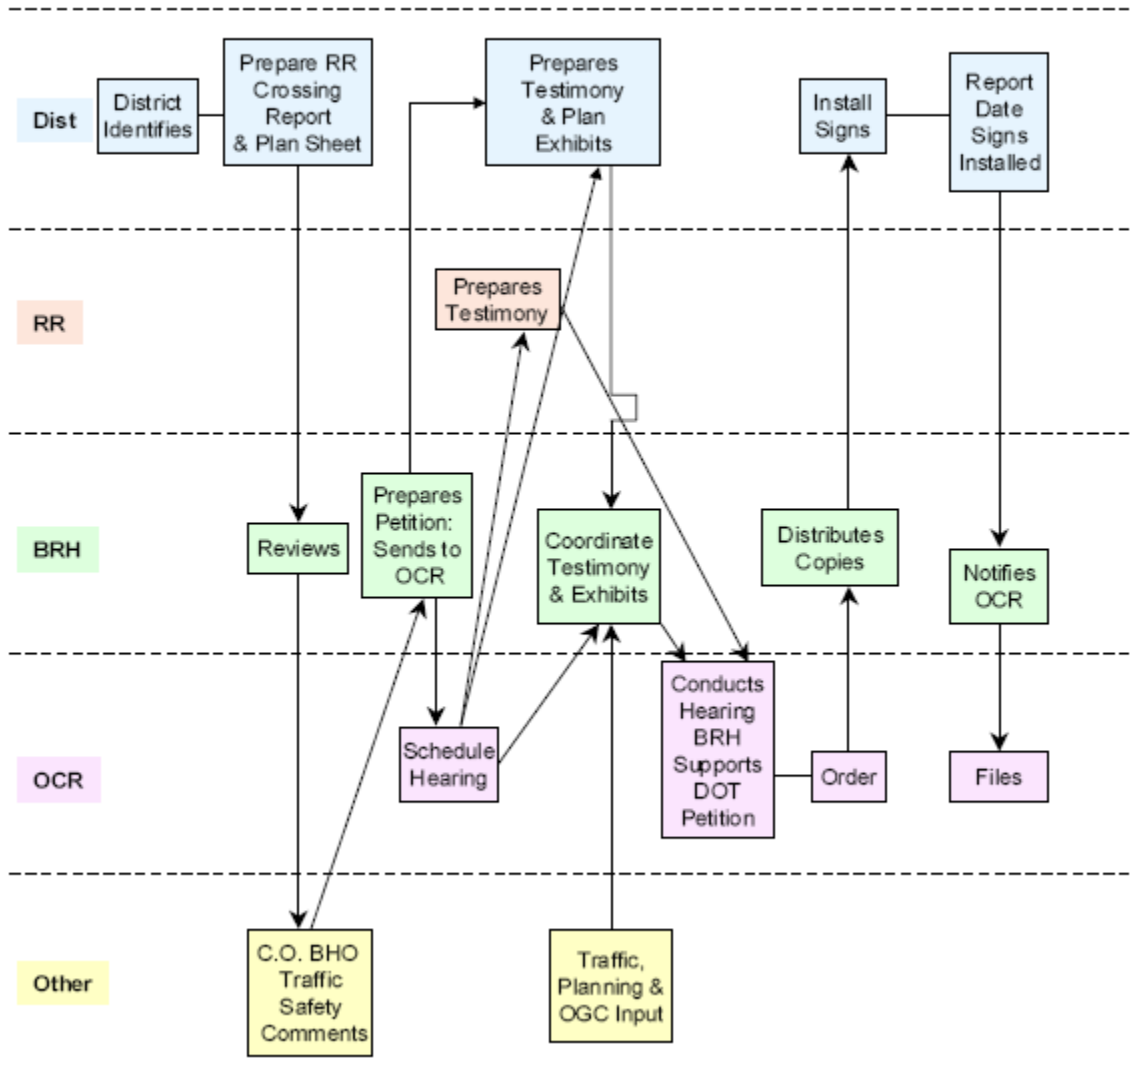 Dist
District
Identifies
Prepare RR
Crossing
Report
& Plan Sheet
Prepares
Testimony
& Plan
Exhibits
Install
Signs
Report
Date
Signs
Installed
RR
Prepares
Testimony
BRH
Reviews
Prepares
Petition:
Sends to
OCR
Coordinate
Testimony
& Exhibits
Distributes
Copies
Notifies
OCR
OCR
Schedule
Hearing
Conducts
Hearing
BRH
Supports
DOT
Petition
Order
Files
Other
C.O. BHO
Traffic
Safety
Comments
Traffic,
Planning &
OGC Input